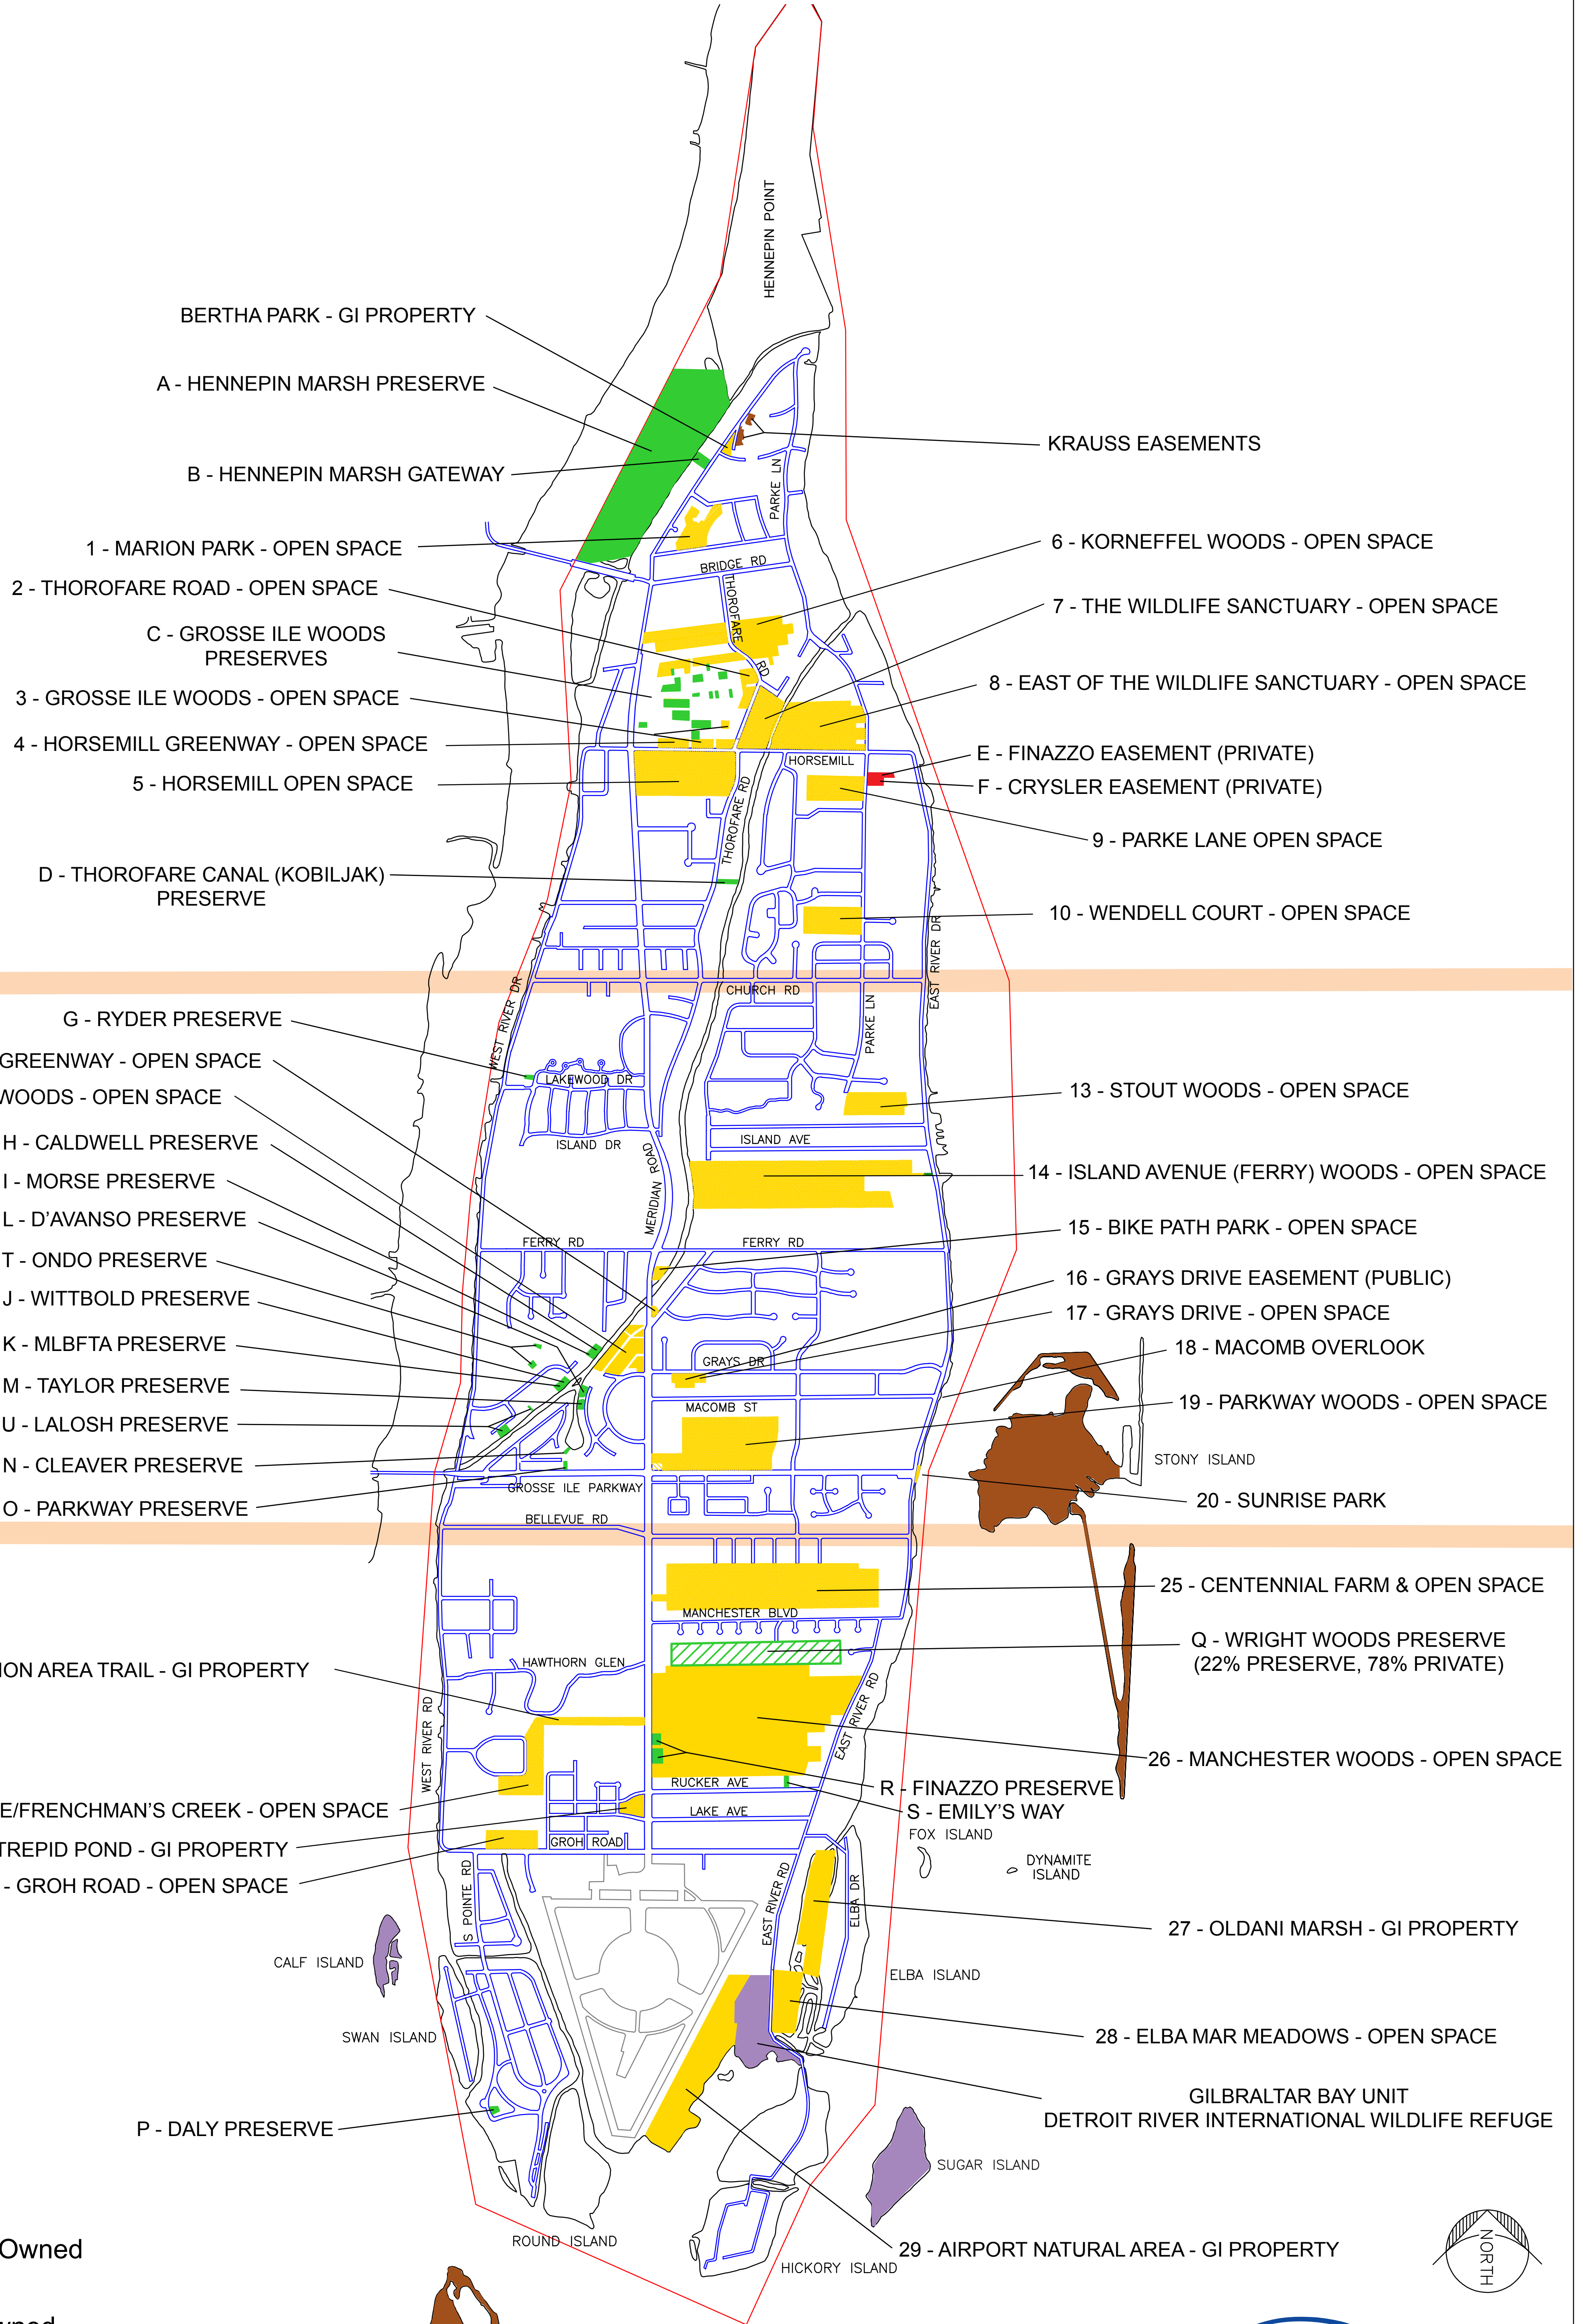 HENNEPIN POINT
BERTHA PARK - GI PROPERTY
A - HENNEPIN MARSH PRESERVE
KRAUSS EASEMENTS
B - HENNEPIN MARSH GATEWAY
PARKE LN
1 - MARION PARK - OPEN SPACE
6 - KORNEFFEL WOODS - OPEN SPACE
BRIDGE RD
2 - THOROFARE ROAD - OPEN SPACE
THOROFARE RD
7 - THE WILDLIFE SANCTUARY - OPEN SPACE
C - GROSSE ILE WOODS
PRESERVES
8 - EAST OF THE WILDLIFE SANCTUARY - OPEN SPACE
3 - GROSSE ILE WOODS - OPEN SPACE
4 - HORSEMILL GREENWAY - OPEN SPACE
HORSEMILL
E - FINAZZO EASEMENT (PRIVATE)
5 - HORSEMILL OPEN SPACE
F - CRYSLER EASEMENT (PRIVATE)
THOROFARE RD
9 - PARKE LANE OPEN SPACE
D - THOROFARE CANAL (KOBILJAK)
PRESERVE
10 - WENDELL COURT - OPEN SPACE
EAST RIVER DR
CHURCH RD
WEST RIVER DR
PARKE LN
G - RYDER PRESERVE
GREENWAY - OPEN SPACE
LAKEWOOD DR
WOODS - OPEN SPACE
13 - STOUT WOODS - OPEN SPACE
H - CALDWELL PRESERVE
ISLAND DR
ISLAND AVE
I - MORSE PRESERVE
MERIDIAN ROAD
14 - ISLAND AVENUE (FERRY) WOODS - OPEN SPACE
L - D'AVANSO PRESERVE
15 - BIKE PATH PARK - OPEN SPACE
FERRY RD
FERRY RD
T - ONDO PRESERVE
16 - GRAYS DRIVE EASEMENT (PUBLIC)
J - WITTBOLD PRESERVE
17 - GRAYS DRIVE - OPEN SPACE
K - MLBFTA PRESERVE
18 - MACOMB OVERLOOK
GRAYS DR
M - TAYLOR PRESERVE
MACOMB ST
19 - PARKWAY WOODS - OPEN SPACE
U - LALOSH PRESERVE
STONY ISLAND
N - CLEAVER PRESERVE
GROSSE ILE PARKWAY
20 - SUNRISE PARK
O - PARKWAY PRESERVE
BELLEVUE RD
25 - CENTENNIAL FARM & OPEN SPACE
MANCHESTER BLVD
Q - WRIGHT WOODS PRESERVE
(22% PRESERVE, 78% PRIVATE)
HAWTHORN GLEN
ION AREA TRAIL - GI PROPERTY
WEST RIVER RD
EAST RIVER RD
26 - MANCHESTER WOODS - OPEN SPACE
RUCKER AVE
R - FINAZZO PRESERVE
E/FRENCHMAN'S CREEK - OPEN SPACE
LAKE AVE
S - EMILY'S WAY
FOX ISLAND
TREPID POND - GI PROPERTY
GROH ROAD
DYNAMITE
ISLAND
- GROH ROAD - OPEN SPACE
S POINTE RD
EAST RIVER RD
ELBA DR
27 - OLDANI MARSH - GI PROPERTY
CALF ISLAND
ELBA ISLAND
SWAN ISLAND
28 - ELBA MAR MEADOWS - OPEN SPACE
GILBRALTAR BAY UNIT
DETROIT RIVER INTERNATIONAL WILDLIFE REFUGE
P - DALY PRESERVE
SUGAR ISLAND
ROUND ISLAND
29 - AIRPORT NATURAL AREA - GI PROPERTY
HICKORY ISLAND
NORTH
Owned